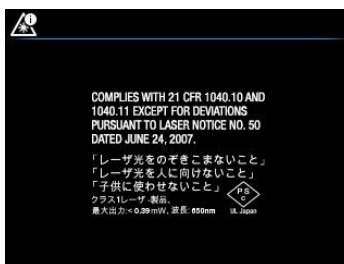 COMPLIES WITH 21 CFR 1040.10 AND
1040.11 EXCEPT FOR DEVIATIONS
PURSUANT TO LASER NOTICE NO. 50
DATED JUNE 24, 2007.
「レーザ光をのぞきこまないこと」
「レーザ光を人に向けないこと」
「子供に使わせないこと」
PS
C
クラス1レーザ-製品、
最大出力:< 0.39 mW, 波長: 650nm
UL Japan